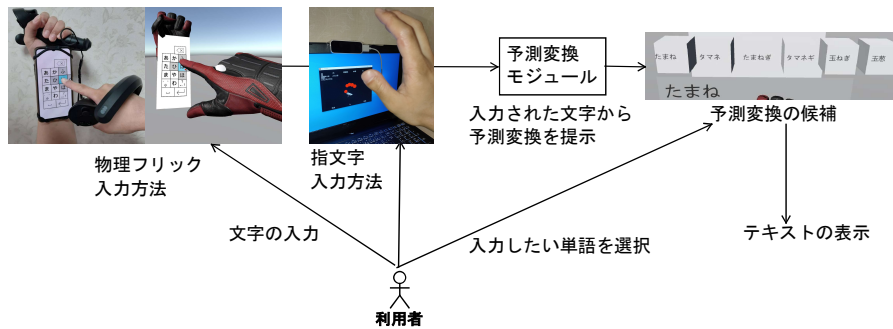 予測変換
モジュール
入力された文字から
予測変換を提示
たまね
タマネ
たまねぎ
タマネギ
玉ねぎ
玉葱
たまね
予測変換の候補
物理フリック
入力方法
指文字
入力方法
文字の入力
入力したい単語を選択
テキストの表示
利用者